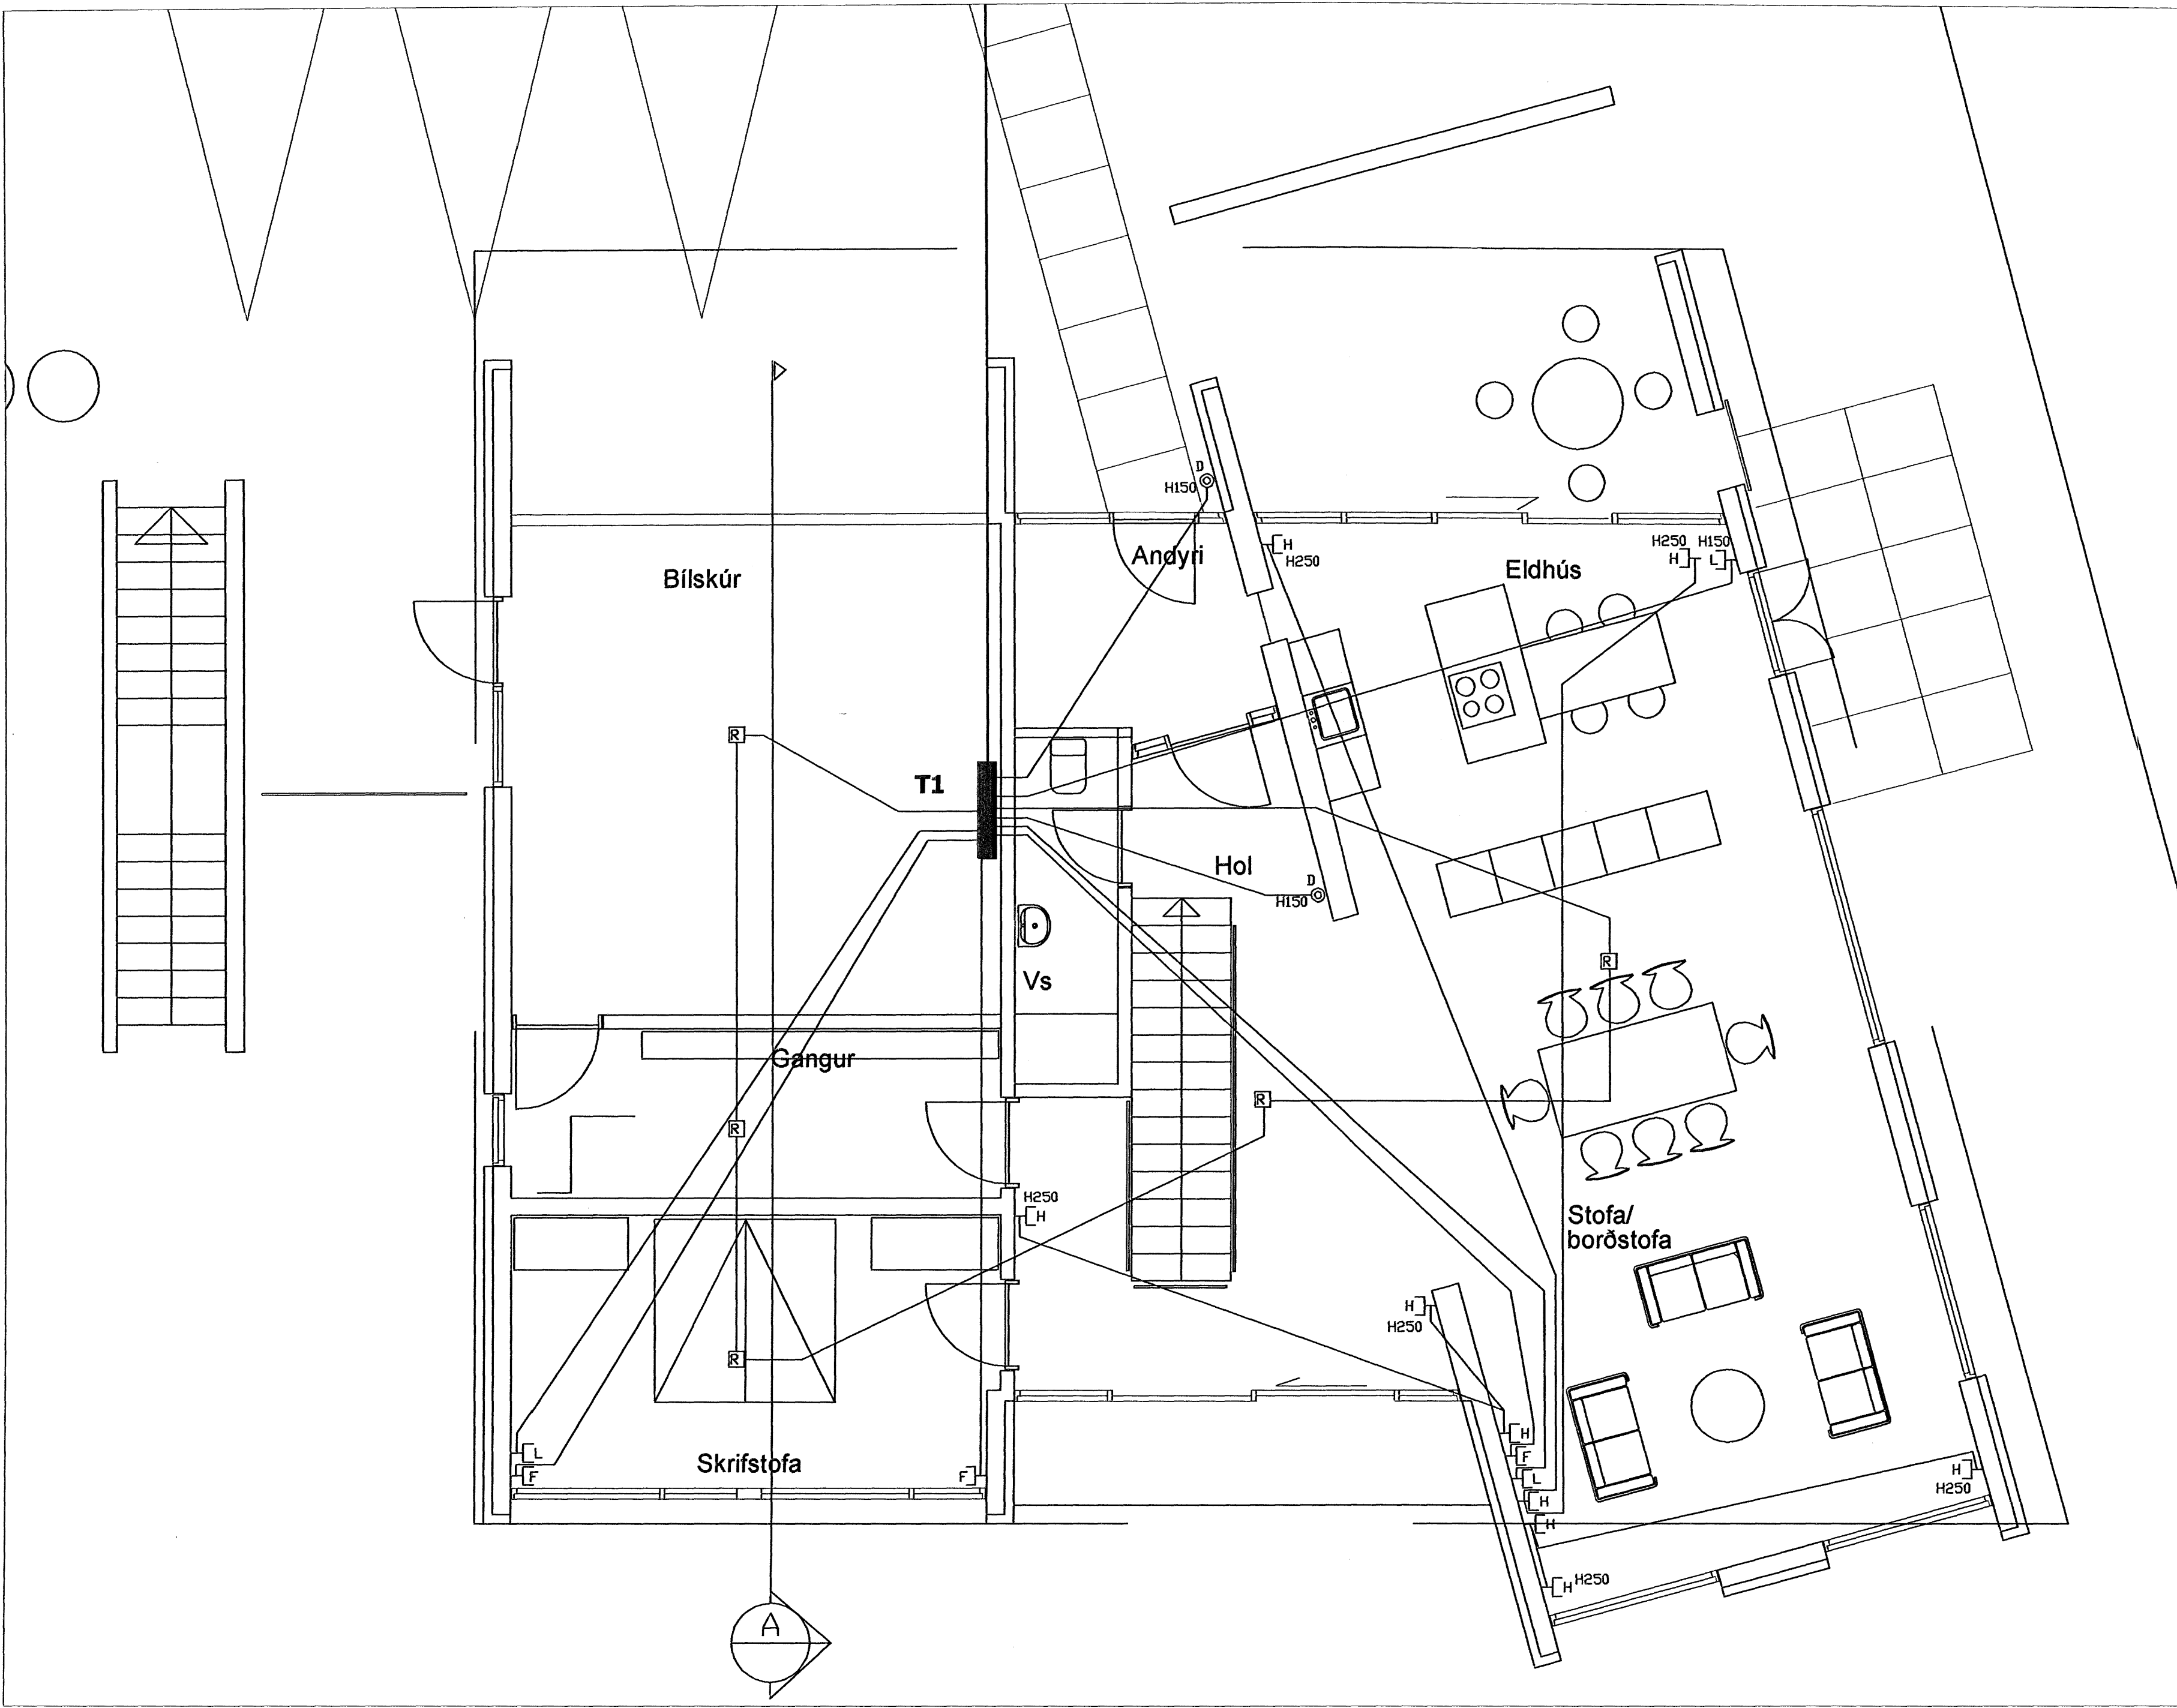 D
H150
Andyri
H
H250
H250 H150
H L
Eldhús
Bílskúr
R
T1
Hol
D
H150
Vs
R
Gangur
R
R
H250
H
Stofa/
borðstofa
H
H250
R
H
F
L
H
H
L
F
Skrifstofa
F
H
H250
H H250
A